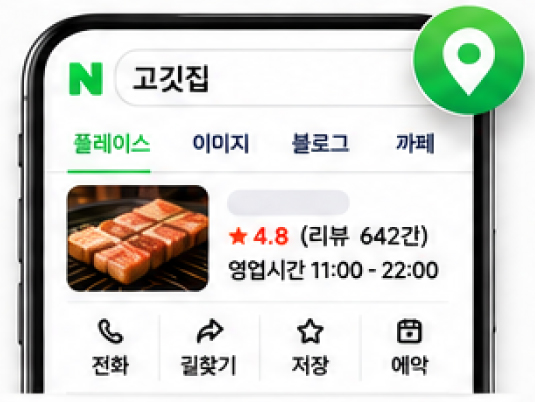 N 고깃집
플레이스 이미지 블로그 까페
★ 4.8 (리뷰 642간)
영업시간 11:00 - 22:00
전화 길찾기 저장 에약